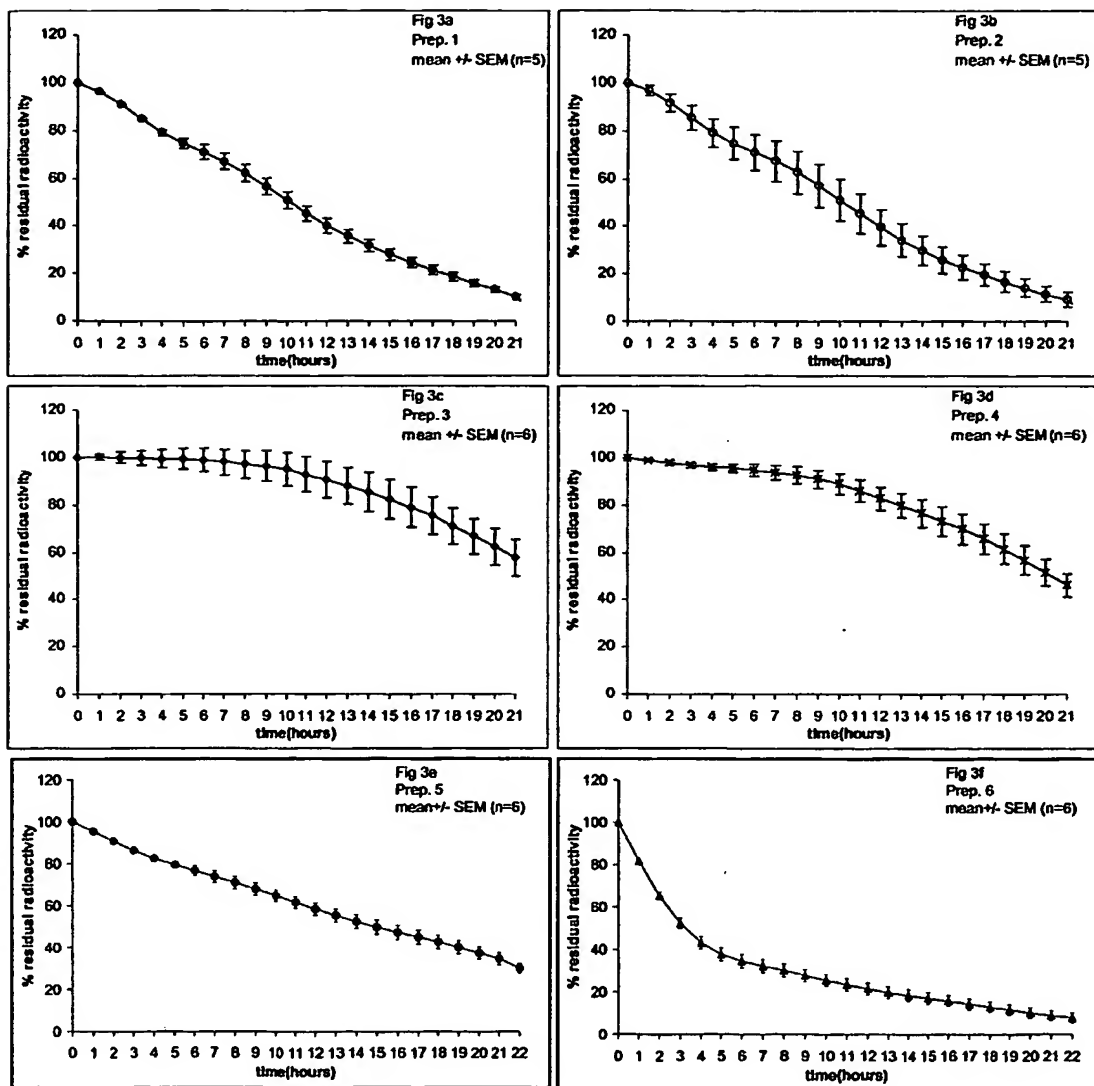 Fig 3a
Prep. 1
mean +/- SEM (n=5)
% residual radioactivity
120
100
80
60
40
20
0
0 1 2 3 4 5 6 7 8 9 10 11 12 13 14 15 16 17 18 19 20 21
time(hours)
Fig 3b
Prep. 2
mean +/- SEM (n=5)
% residual radioactivity
120
100
80
60
40
20
0
0 1 2 3 4 5 6 7 8 9 10 11 12 13 14 15 16 17 18 19 20 21
time(hours)
Fig 3c
Prep. 3
mean +/- SEM (n=6)
% residual radioactivity
120
100
80
60
40
20
0
0 1 2 3 4 5 6 7 8 9 10 11 12 13 14 15 16 17 18 19 20 21
time(hours)
Fig 3d
Prep. 4
mean +/- SEM (n=6)
% residual radioactivity
120
100
80
60
40
20
0
0 1 2 3 4 5 6 7 8 9 10 11 12 13 14 15 16 17 18 19 20 21
time(hours)
Fig 3e
Prep. 5
mean+/- SEM (n=6)
% residual radioactivity
120
100
80
60
40
20
0
0 1 2 3 4 5 6 7 8 9 10 11 12 13 14 15 16 17 18 19 20 21 22
time(hours)
Fig 3f
Prep. 6
mean+/- SEM (n=6)
% residual radioactivity
120
100
80
60
40
20
0
0 1 2 3 4 5 6 7 8 9 10 11 12 13 14 15 16 17 18 19 20 21 22
time(hours)